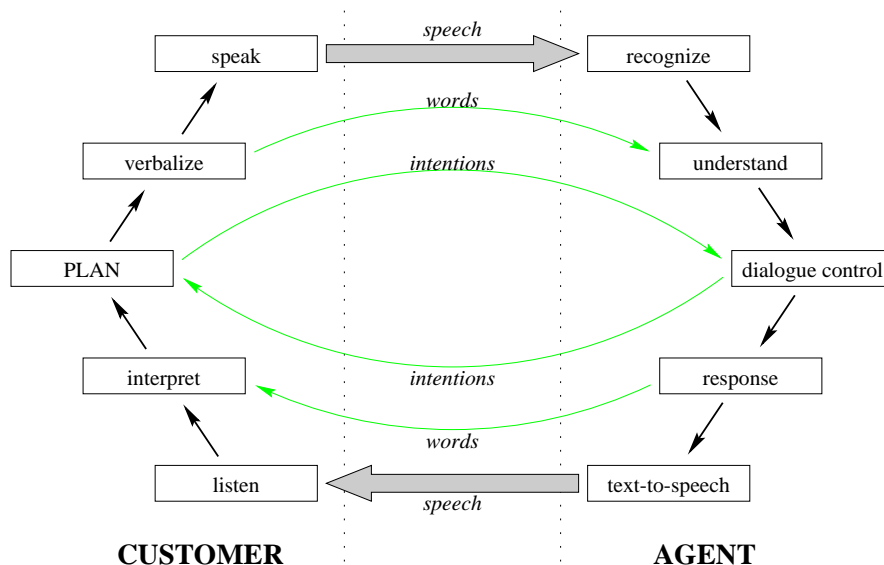 speech
speak
recognize
words
verbalize
understand
intentions
PLAN
dialogue control
interpret
intentions
response
words
listen
text-to-speech
speech
CUSTOMER
AGENT